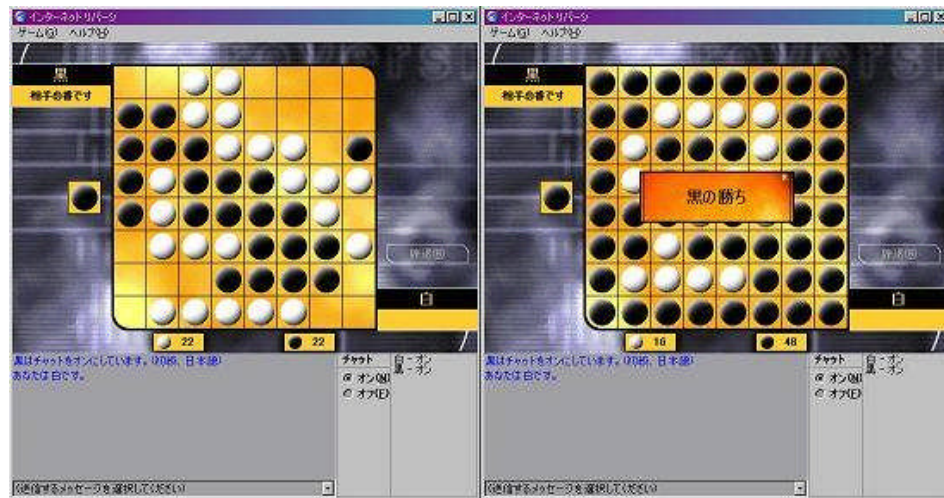 インターネット リバーシ
ゲーム(G) ヘルプ(H)
黒
相手の番です
白
22
22
黒はチャットをオンにしています。(初級、日本語)
あなたは白です。
チャット
オン(N)
オフ(F)
白 - オン
黒 - オン
(送信するメッセージを選択してください)
インターネット リバーシ
ゲーム(G) ヘルプ(H)
黒
相手の番です
黒の勝ち
白
16
48
黒はチャットをオンにしています。(初級、日本語)
あなたは白です。
チャット
オン(N)
オフ(F)
白 - オン
黒 - オン
(送信するメッセージを選択してください)